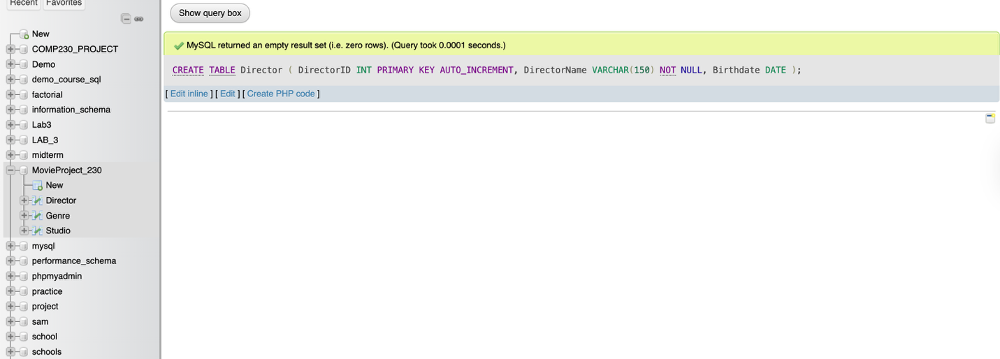 Recent Favorites
New
COMP230_PROJECT
Demo
demo_course_sql
factorial
information_schema
Lab3
LAB_3
midterm
MovieProject_230
New
Director
Genre
Studio
mysql
performance_schema
phpmyadmin
practice
project
sam
school
schools
Show query box
MySQL returned an empty result set (i.e. zero rows). (Query took 0.0001 seconds.)
CREATE TABLE Director ( DirectorID INT PRIMARY KEY AUTO_INCREMENT, DirectorName VARCHAR(150) NOT NULL, Birthdate DATE );
[ Edit inline ] [ Edit ] [ Create PHP code ]